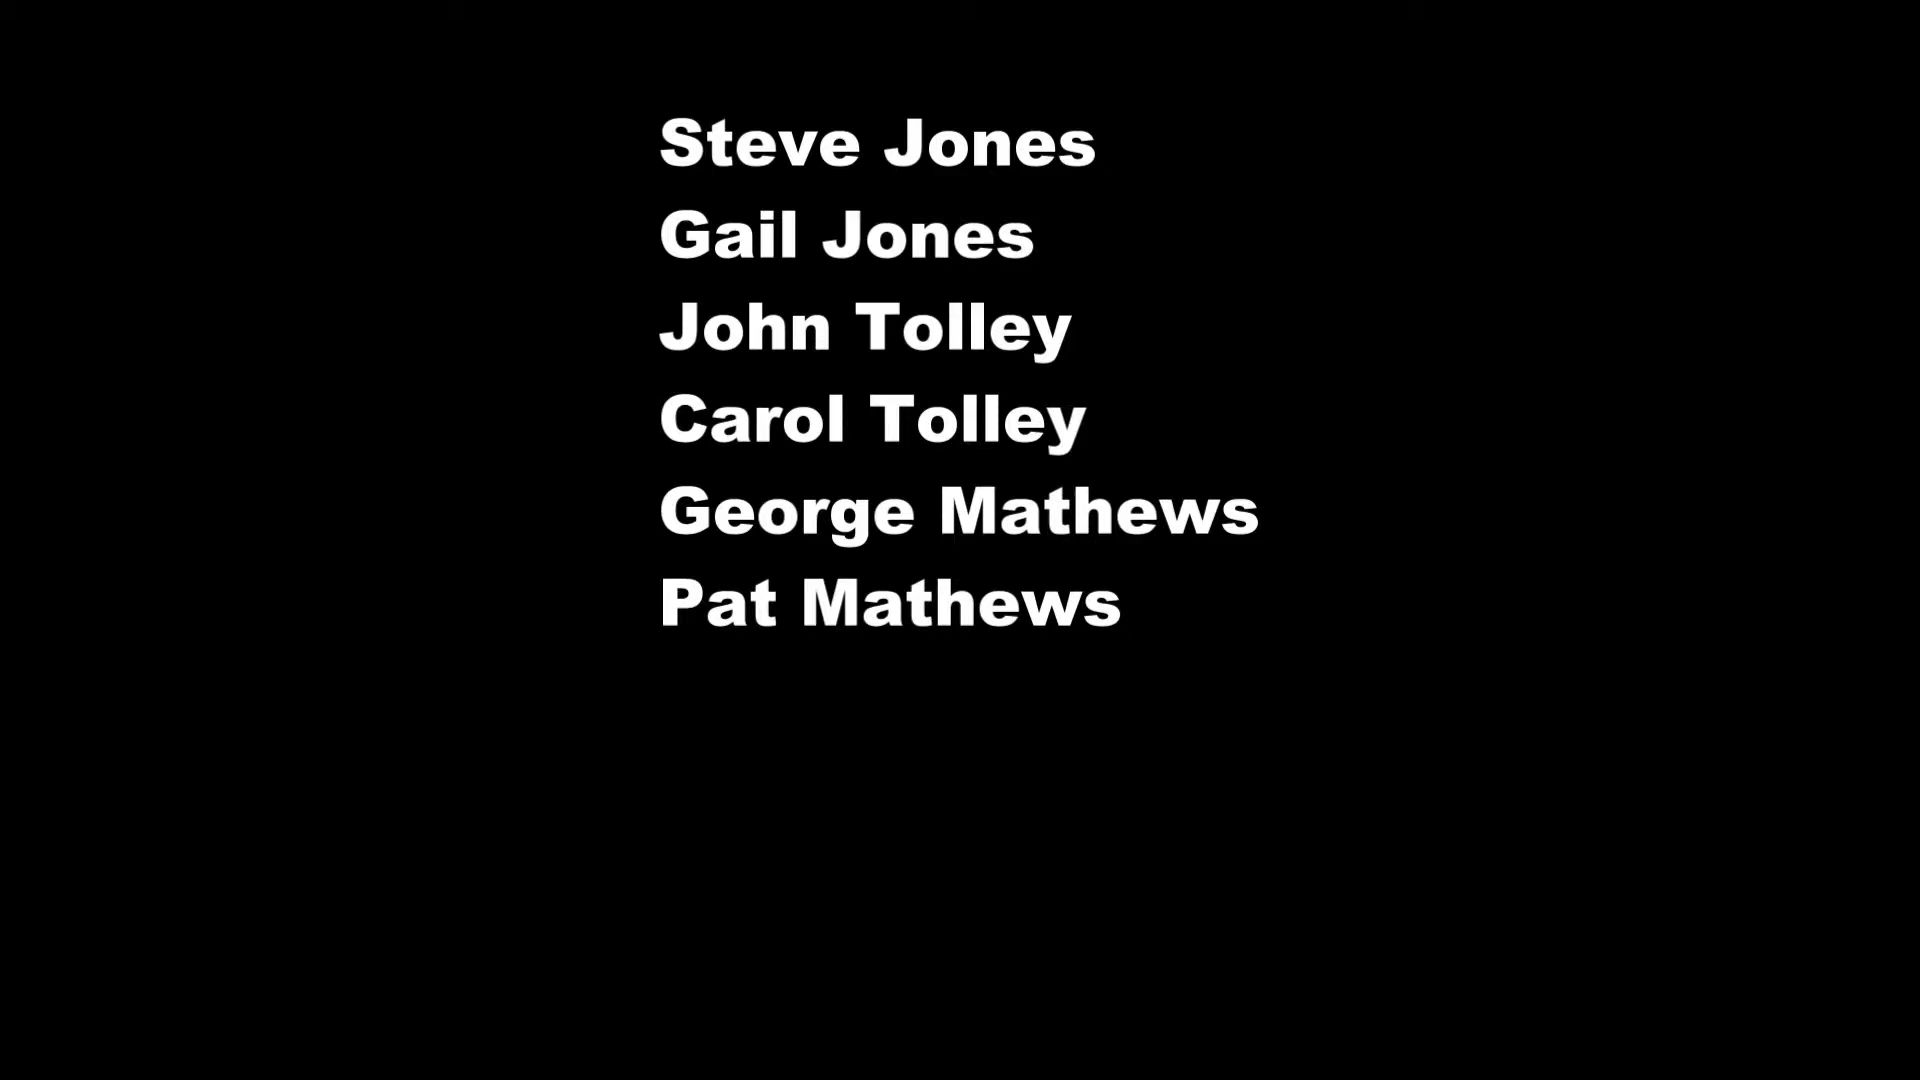 Steve Jones
Gail Jones
John Tolley
Carol Tolley
George Mathews
Pat Mathews